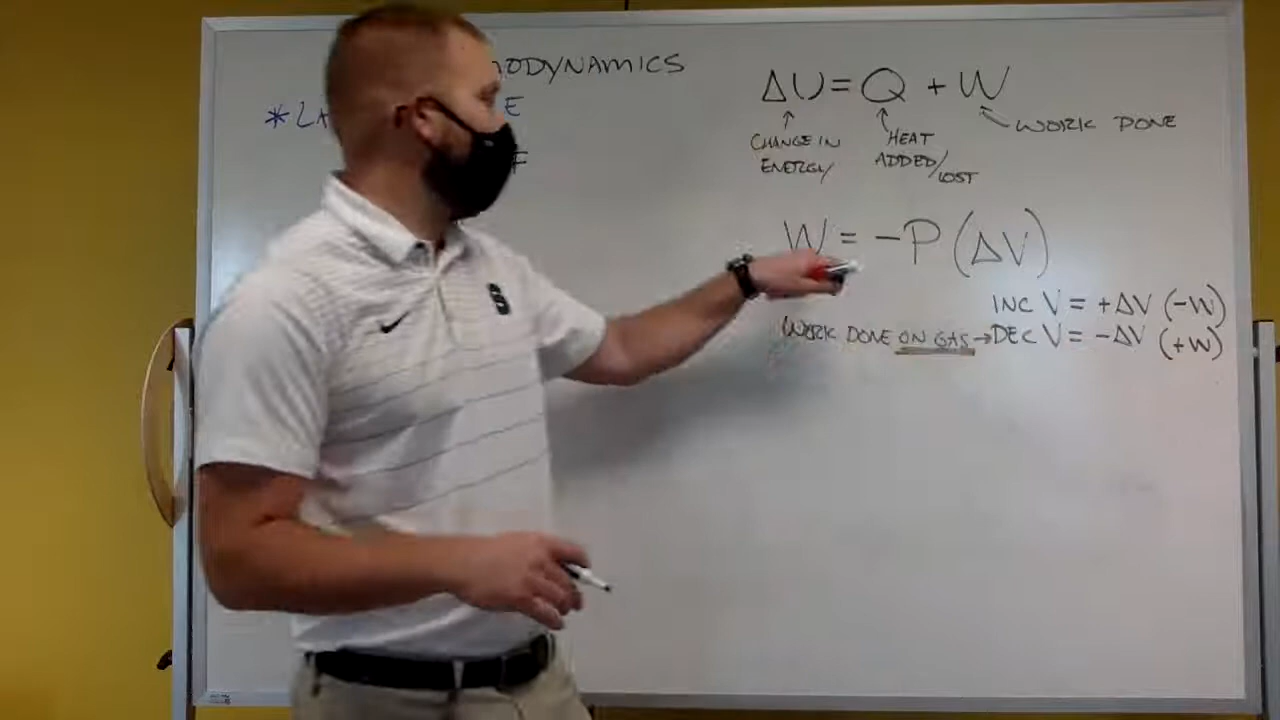 ODYNAMICS
*LA E
F
ΔU = Q + W
CHANGE IN ENERGY
HEAT ADDED/LOST
WORK DONE
W = -P(ΔV)
INC V = +ΔV (-W)
WORK DONE ON GAS → DEC V = -ΔV (+W)
S